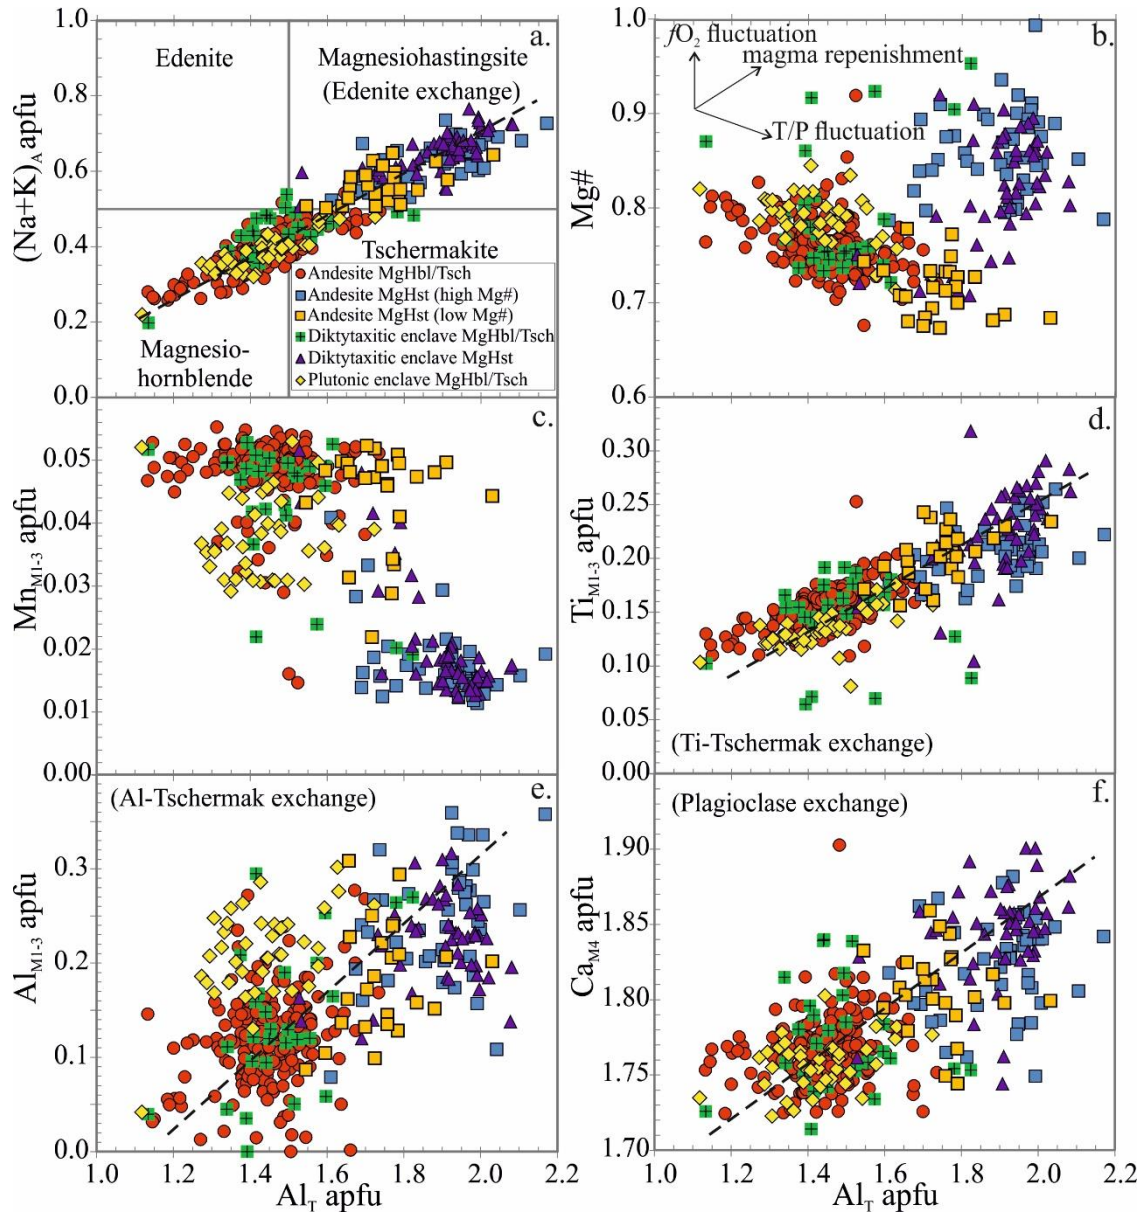 a.
Edenite
Magnesiohastingsite
(Edenite exchange)
Tschermakite
Magnesio-
hornblende
Andesite MgHbl/Tsch
Andesite MgHst (high Mg#)
Andesite MgHst (low Mg#)
Diktytaxitic enclave MgHbl/Tsch
Diktytaxitic enclave MgHst
Plutonic enclave MgHbl/Tsch
(Na+K)A apfu
1.0
0.8
0.6
0.4
0.2
0.0
b.
fO2 fluctuation
magma repenishment
T/P fluctuation
Mg#
1.0
0.9
0.8
0.7
0.6
c.
MnM1-3 apfu
0.05
0.04
0.03
0.02
0.01
0.00
d.
(Ti-Tschermak exchange)
TiM1-3 apfu
0.30
0.25
0.20
0.15
0.10
0.05
0.00
e.
(Al-Tschermak exchange)
AlM1-3 apfu
0.3
0.2
0.1
0.0
1.0 1.2 1.4 1.6 1.8 2.0 2.2
AlT apfu
f.
(Plagioclase exchange)
CaM4 apfu
1.90
1.85
1.80
1.75
1.70
1.0 1.2 1.4 1.6 1.8 2.0 2.2
AlT apfu